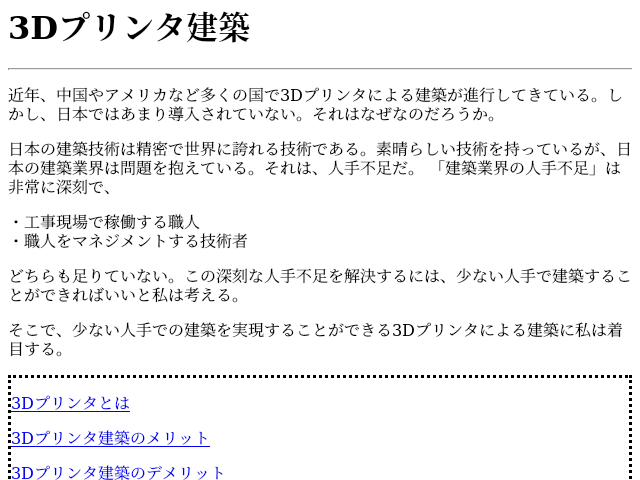 3Dプリンタ建築
近年、中国やアメリカなど多くの国で3Dプリンタによる建築が進行してきている。し
かし、日本ではあまり導入されていない。それはなぜなのだろうか。
日本の建築技術は精密で世界に誇れる技術である。素晴らしい技術を持っているが、日
本の建築業界は問題を抱えている。それは、人手不足だ。 「建築業界の人手不足」は
非常に深刻で、
・工事現場で稼働する職人
・職人をマネジメントする技術者
どちらも足りていない。この深刻な人手不足を解決するには、少ない人手で建築するこ
とができればいいと私は考える。
そこで、少ない人手での建築を実現することができる3Dプリンタによる建築に私は着
目する。
3Dプリンタとは
3Dプリンタ建築のメリット
3Dプリンタ建築のデメリット